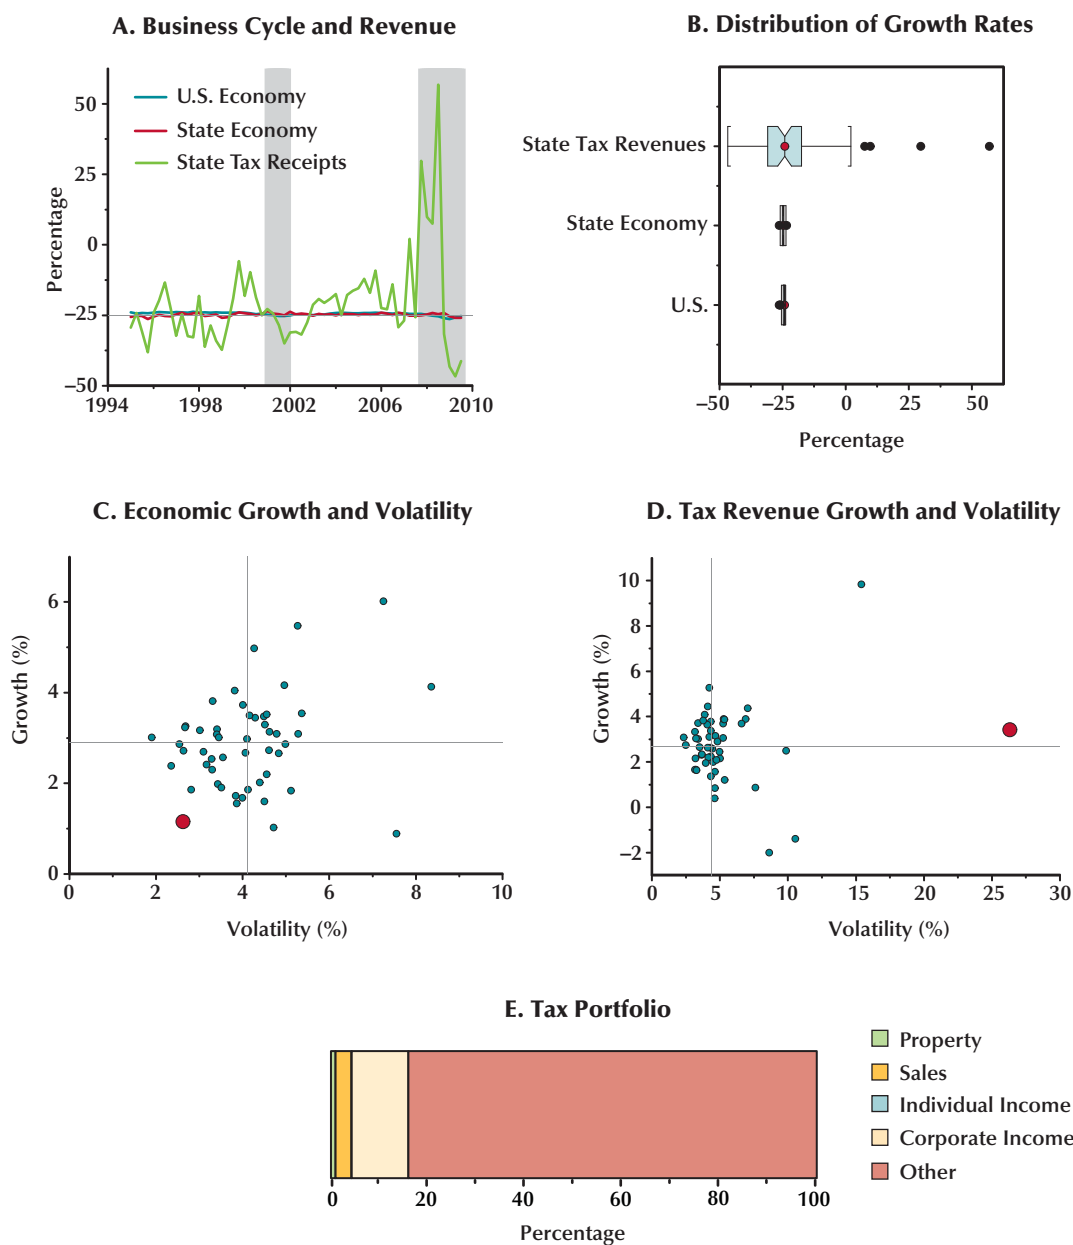 A. Business Cycle and Revenue
Percentage
50
25
0
−25
−50
U.S. Economy
State Economy
State Tax Receipts
1994 1998 2002 2006 2010
B. Distribution of Growth Rates
State Tax Revenues
State Economy
U.S.
−50 −25 0 25 50
Percentage
C. Economic Growth and Volatility
Growth (%)
6
4
2
0
0 2 4 6 8 10
Volatility (%)
D. Tax Revenue Growth and Volatility
Growth (%)
10
8
6
4
2
0
−2
0 5 10 15 20 25 30
Volatility (%)
E. Tax Portfolio
0 20 40 60 80 100
Percentage
Property
Sales
Individual Income
Corporate Income
Other